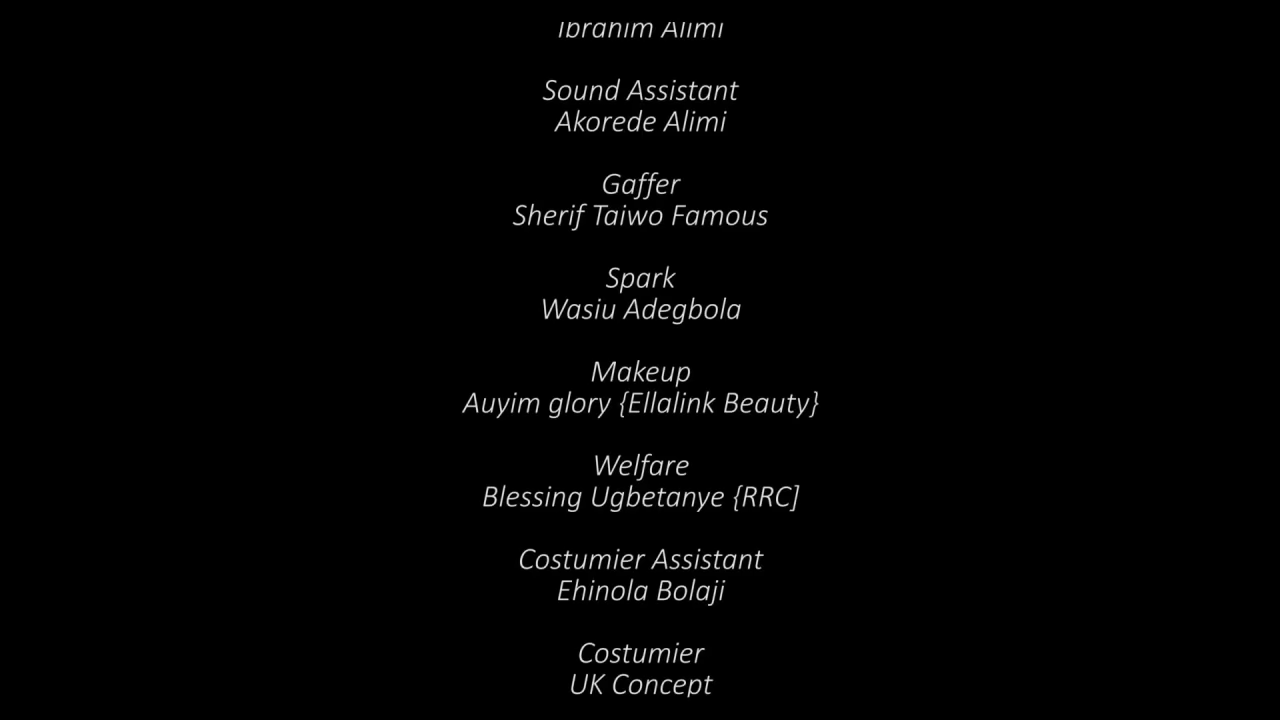 Ibrahim Alimi
Sound Assistant
Akorede Alimi
Gaffer
Sherif Taiwo Famous
Spark
Wasiu Adegbola
Makeup
Auyim glory {Ellalink Beauty}
Welfare
Blessing Ugbetanye {RRC]
Costumier Assistant
Ehinola Bolaji
Costumier
UK Concept